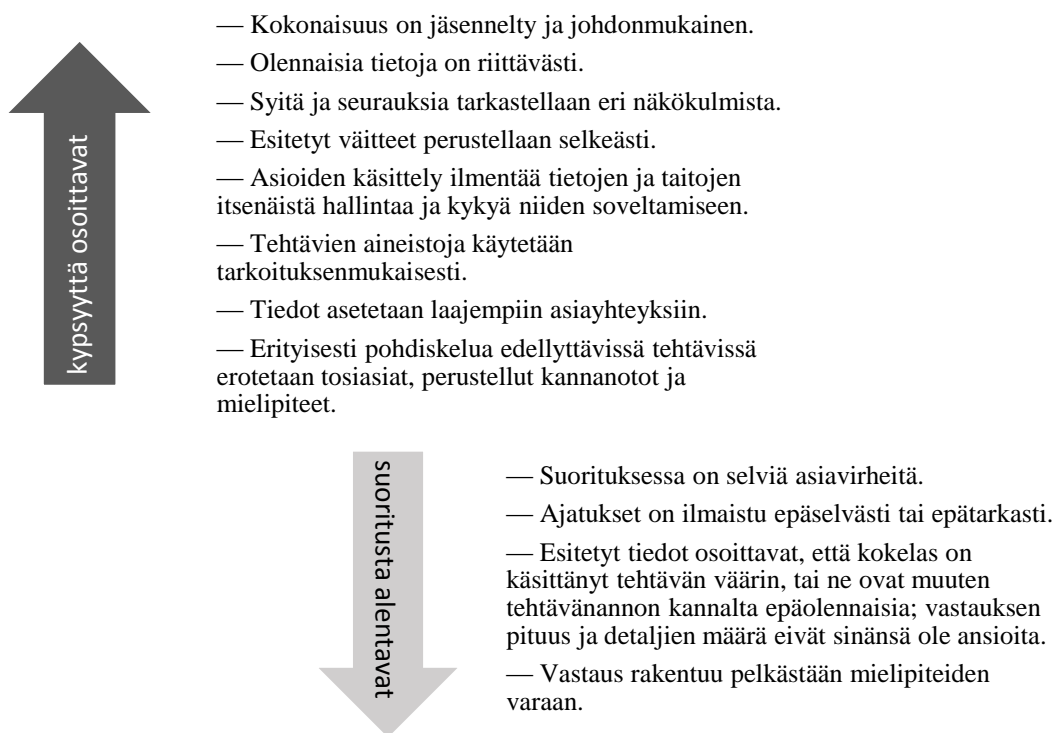 kypsyyttä osoittavat
— Kokonaisuus on jäsennelty ja johdonmukainen.
— Olennaisia tietoja on riittävästi.
— Syitä ja seurauksia tarkastellaan eri näkökulmista.
— Esitetyt väitteet perustellaan selkeästi.
— Asioiden käsittely ilmentää tietojen ja taitojen
itsenäistä hallintaa ja kykyä niiden soveltamiseen.
— Tehtävien aineistoja käytetään
tarkoituksenmukaisesti.
— Tiedot asetetaan laajempiin asiayhteyksiin.
— Erityisesti pohdiskelua edellyttävissä tehtävissä
erotetaan tosiasiat, perustellut kannanotot ja
mielipiteet.
suoritusta alentavat
— Suorituksessa on selviä asiavirheitä.
— Ajatukset on ilmaistu epäselvästi tai epätarkasti.
— Esitetyt tiedot osoittavat, että kokelas on
käsittänyt tehtävän väärin, tai ne ovat muuten
tehtävänannon kannalta epäolennaisia; vastauksen
pituus ja detaljien määrä eivät sinänsä ole ansioita.
— Vastaus rakentuu pelkästään mielipiteiden
varaan.